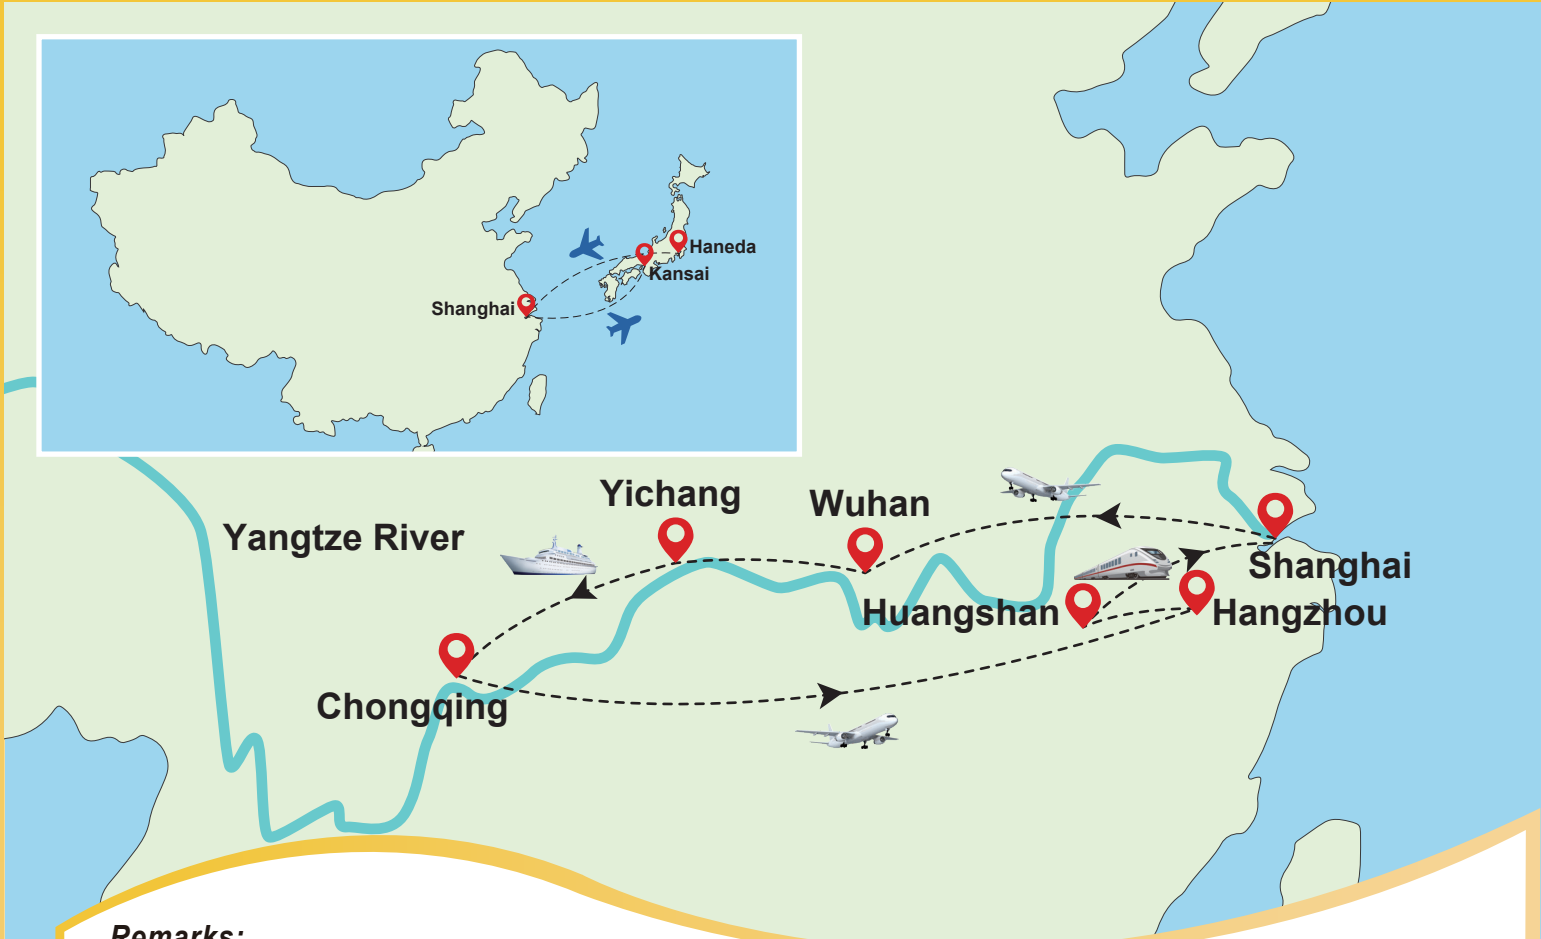 Haneda
Kansai
Shanghai
Yichang
Wuhan
Yangtze River
Shanghai
Huangshan
Hangzhou
Chongqing
Remarks: